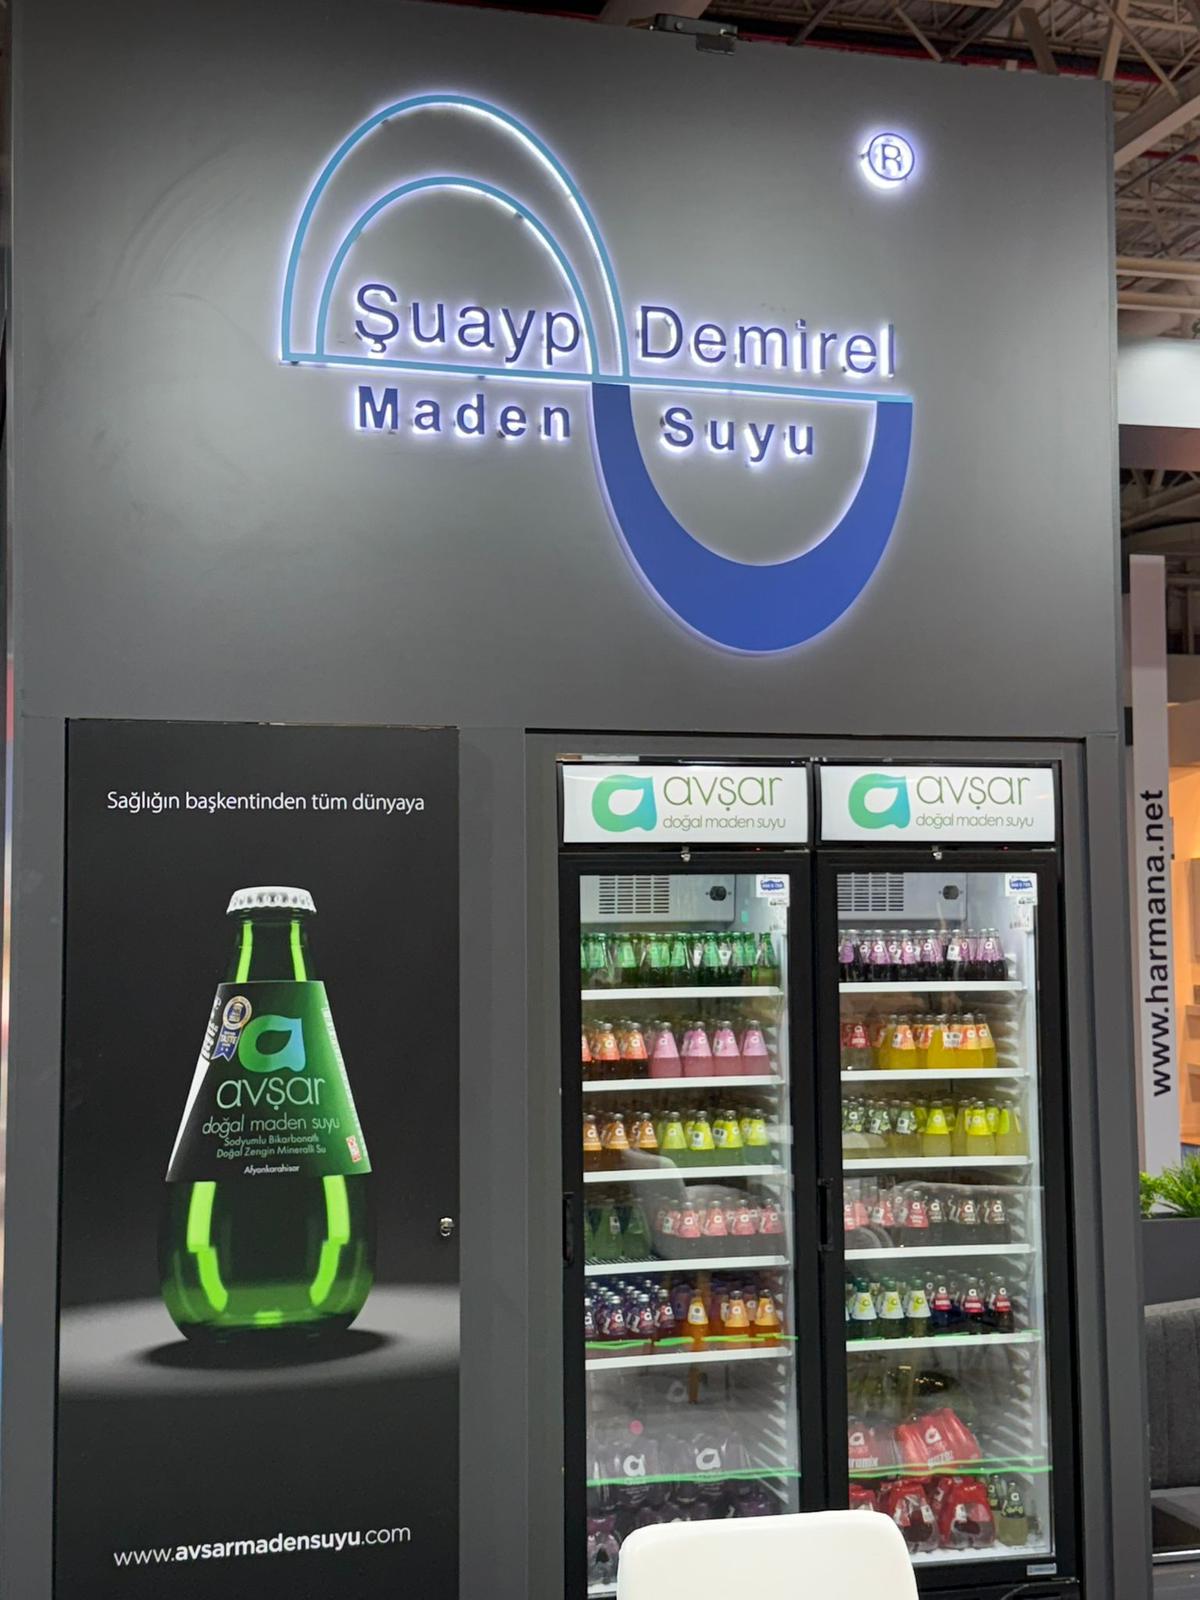 ®
Şuayp Demirel
Maden Suyu
Sağlığın başkentinden tüm dünyaya
avşar
doğal maden suyu
Sodyumlu Bikarbonatlı
Doğal Zengin Mineralli Su
Afyonkarahisar
www.avsarmadensuyu.com
avşar
doğal maden suyu
avşar
doğal maden suyu
www.harmana.net